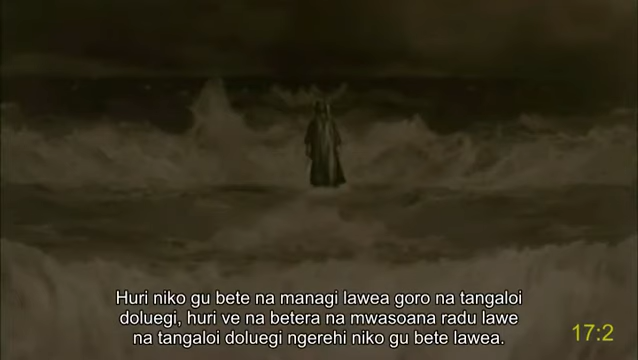 Huri niko gu bete na managi lawea goro na tangaloi
doluegi, huri ve na betera na mwasoana radu lawe
na tangaloi doluegi ngerehi niko gu bete lawea.
17:2